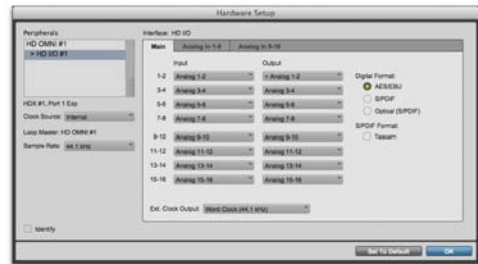 Hardware Setup
Peripherals
HD OMNI #1
> HD I/O #1
HDX #1, Port 1 Exp
Clock Source: Internal
Loop Master: HD OMNI #1
Sample Rate: 44.1 kHz
Identify
Interface: HD I/O
Main Analog In 1-8 Analog In 9-16
Input Output
1-2 Analog 1-2 + Analog 1-2
3-4 Analog 3-4 Analog 3-4
5-6 Analog 5-6 Analog 5-6
7-8 Analog 7-8 Analog 7-8
9-10 Analog 9-10 Analog 9-10
11-12 Analog 11-12 Analog 11-12
13-14 Analog 13-14 Analog 13-14
15-16 Analog 15-16 Analog 15-16
Ext. Clock Output: Word Clock (44.1 kHz)
Digital Format:
AES/EBU
S/PDIF
Optical (S/PDIF)
S/PDIF Format:
Tascam
Set To Default OK